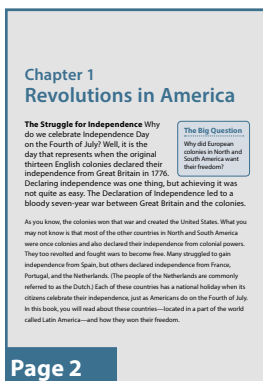 Chapter 1
Revolutions in America
The Struggle for Independence Why
do we celebrate Independence Day
on the Fourth of July? Well, it is the
day that represents when the original
thirteen English colonies declared their
independence from Great Britain in 1776.
Declaring independence was one thing, but achieving it was
not quite as easy. The Declaration of Independence led to a
bloody seven-year war between Great Britain and the colonies.
The Big Question
Why did European
colonies in North and
South America want
their freedom?
As you know, the colonies won that war and created the United States. What you
may not know is that most of the other countries in North and South America
were once colonies and also declared their independence from colonial powers.
They too revolted and fought wars to become free. Many struggled to gain
independence from Spain, but others declared independence from France,
Portugal, and the Netherlands. (The people of the Netherlands are commonly
referred to as the Dutch.) Each of these countries has a national holiday when its
citizens celebrate their independence, just as Americans do on the Fourth of July.
In this book, you will read about these countries—located in a part of the world
called Latin America—and how they won their freedom.
Page 2